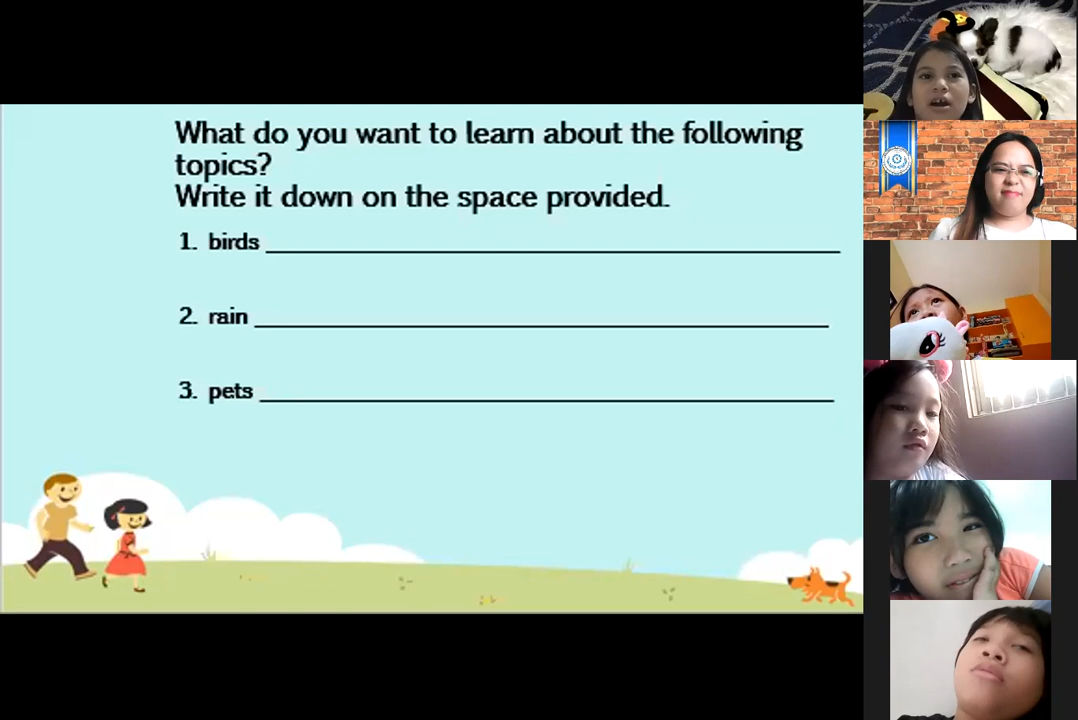 What do you want to learn about the following
topics?
Write it down on the space provided.
1. birds
2. rain
3. pets